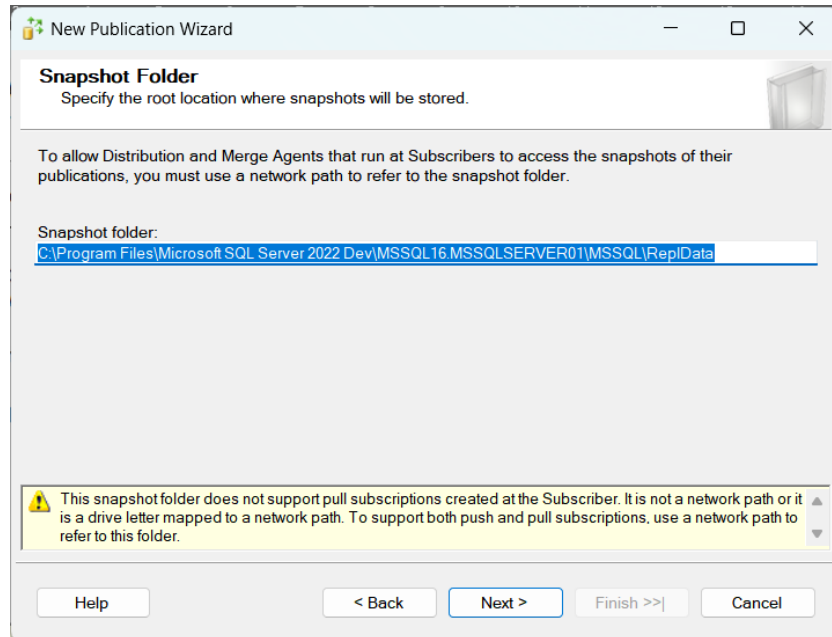 New Publication Wizard
Snapshot Folder
Specify the root location where snapshots will be stored.
To allow Distribution and Merge Agents that run at Subscribers to access the snapshots of their
publications, you must use a network path to refer to the snapshot folder.
Snapshot folder:
C:\Program Files\Microsoft SQL Server 2022 Dev\MSSQL16.MSSQLSERVER01\MSSQL\ReplData
This snapshot folder does not support pull subscriptions created at the Subscriber. It is not a network path or it
is a drive letter mapped to a network path. To support both push and pull subscriptions, use a network path to
refer to this folder.
Help
< Back
Next >
Finish >>|
Cancel